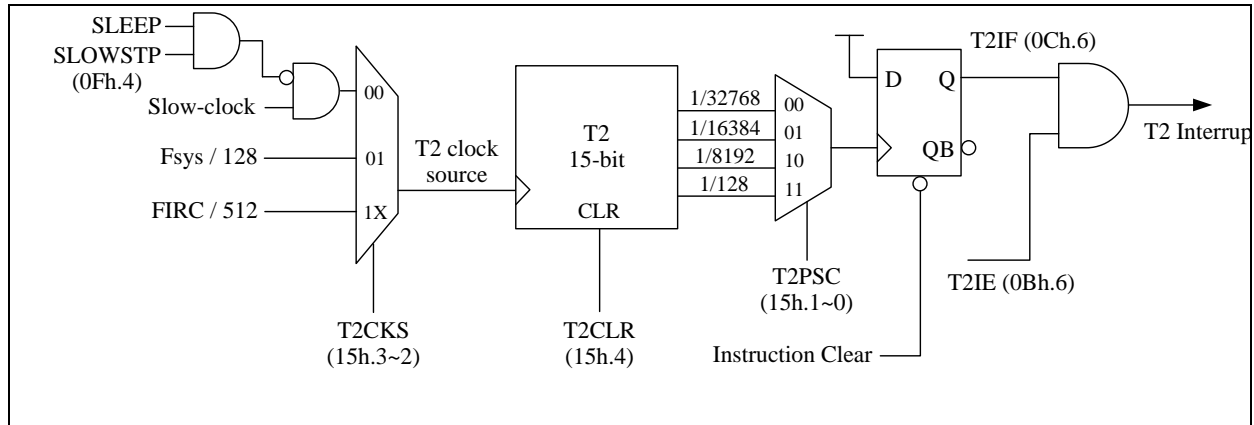 SLEEP
SLOWSTP
(0Fh.4)
Slow-clock
Fsys / 128
FIRC / 512
00
01
1X
T2CKS
(15h.3~2)
T2 clock
source
T2
15-bit
CLR
T2CLR
(15h.4)
1/32768
1/16384
1/8192
1/128
00
01
10
11
T2PSC
(15h.1~0)
D
Q
QB
Instruction Clear
T2IF (0Ch.6)
T2IE (0Bh.6)
T2 Interrup